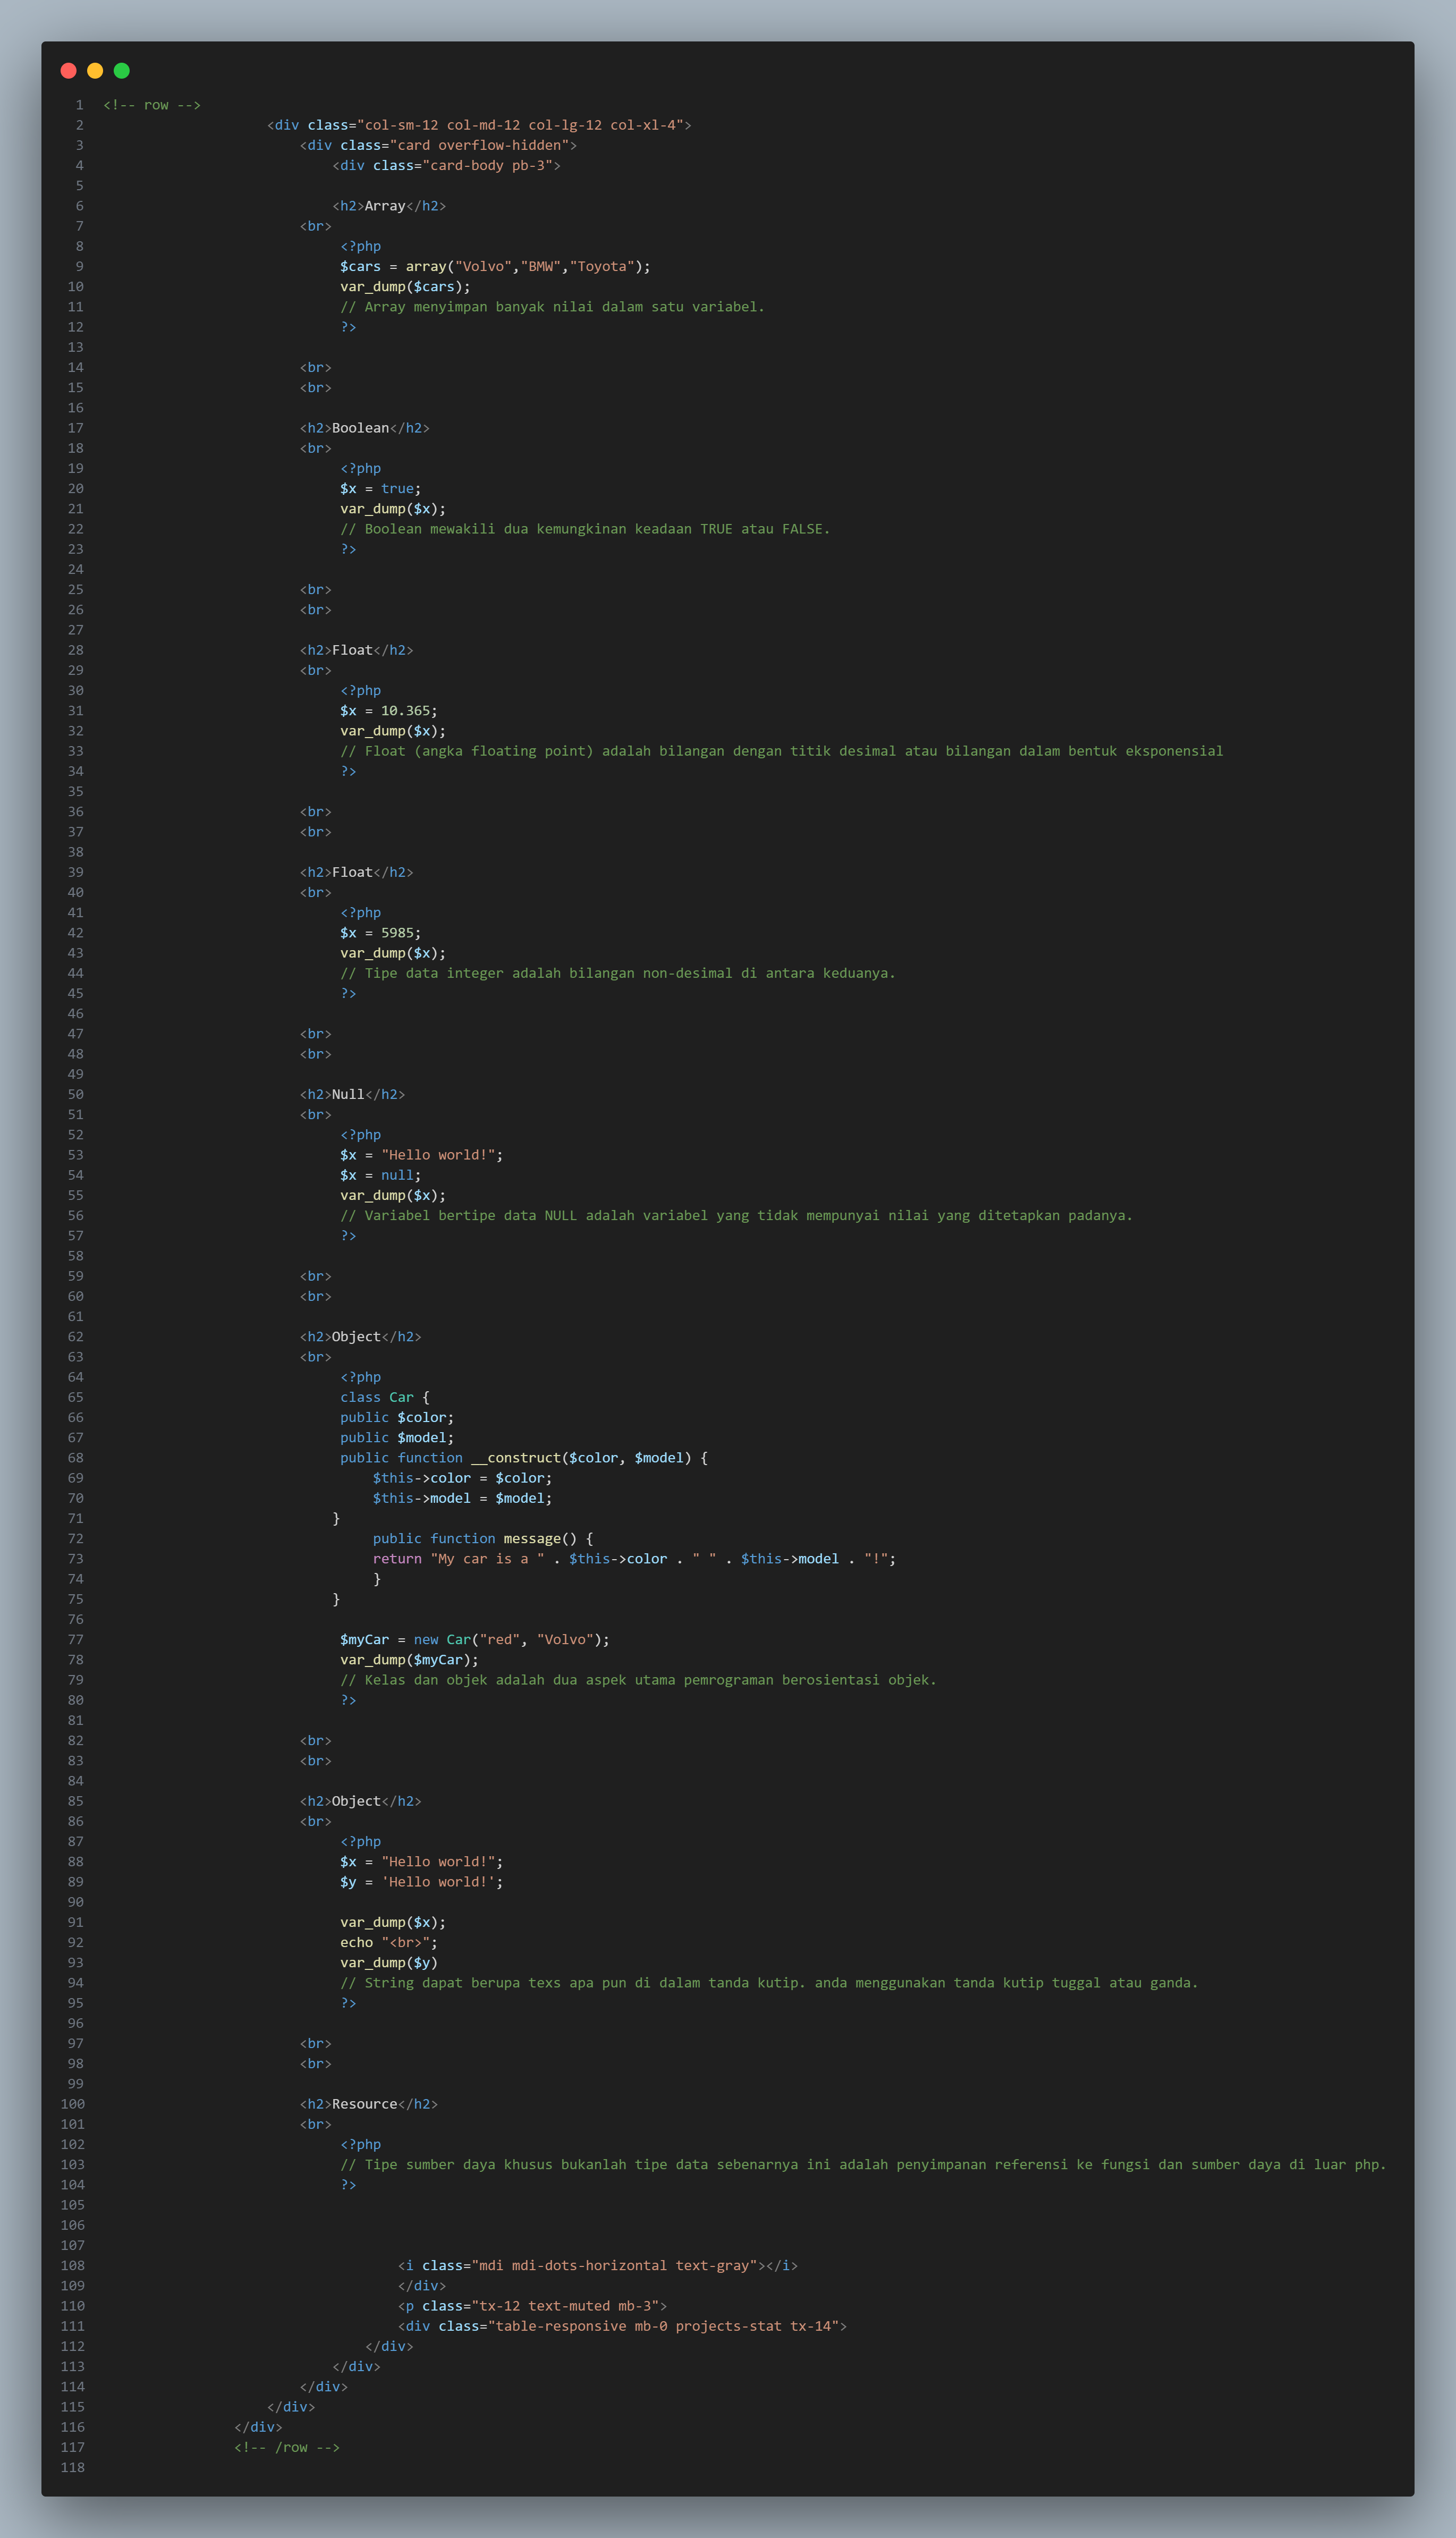 1 <!-- row -->
2 <div class="col-sm-12 col-md-12 col-lg-12 col-xl-4">
3 <div class="card overflow-hidden">
4 <div class="card-body pb-3">
5
6 <h2>Array</h2>
7 <br>
8 <?php
9 $cars = array("Volvo","BMW","Toyota");
10 var_dump($cars);
11 // Array menyimpan banyak nilai dalam satu variabel.
12 ?>
13
14 <br>
15 <br>
16
17 <h2>Boolean</h2>
18 <br>
19 <?php
20 $x = true;
21 var_dump($x);
22 // Boolean mewakili dua kemungkinan keadaan TRUE atau FALSE.
23 ?>
24
25 <br>
26 <br>
27
28 <h2>Float</h2>
29 <br>
30 <?php
31 $x = 10.365;
32 var_dump($x);
33 // Float (angka floating point) adalah bilangan dengan titik desimal atau bilangan dalam bentuk eksponensial
34 ?>
35
36 <br>
37 <br>
38
39 <h2>Float</h2>
40 <br>
41 <?php
42 $x = 5985;
43 var_dump($x);
44 // Tipe data integer adalah bilangan non-desimal di antara keduanya.
45 ?>
46
47 <br>
48 <br>
49
50 <h2>Null</h2>
51 <br>
52 <?php
53 $x = "Hello world!";
54 $x = null;
55 var_dump($x);
56 // Variabel bertipe data NULL adalah variabel yang tidak mempunyai nilai yang ditetapkan padanya.
57 ?>
58
59 <br>
60 <br>
61
62 <h2>Object</h2>
63 <br>
64 <?php
65 class Car {
66 public $color;
67 public $model;
68 public function __construct($color, $model) {
69 $this->color = $color;
70 $this->model = $model;
71 }
72 public function message() {
73 return "My car is a " . $this->color . " " . $this->model . "!";
74 }
75 }
76
77 $myCar = new Car("red", "Volvo");
78 var_dump($myCar);
79 // Kelas dan objek adalah dua aspek utama pemrograman berosientasi objek.
80 ?>
81
82 <br>
83 <br>
84
85 <h2>Object</h2>
86 <br>
87 <?php
88 $x = "Hello world!";
89 $y = 'Hello world!';
90
91 var_dump($x);
92 echo "<br>";
93 var_dump($y)
94 // String dapat berupa texs apa pun di dalam tanda kutip. anda menggunakan tanda kutip tuggal atau ganda.
95 ?>
96
97 <br>
98 <br>
99
100 <h2>Resource</h2>
101 <br>
102 <?php
103 // Tipe sumber daya khusus bukanlah tipe data sebenarnya ini adalah penyimpanan referensi ke fungsi dan sumber daya di luar php.
104 ?>
105
106
107
108 <i class="mdi mdi-dots-horizontal text-gray"></i>
109 </div>
110 <p class="tx-12 text-muted mb-3">
111 <div class="table-responsive mb-0 projects-stat tx-14">
112 </div>
113 </div>
114 </div>
115 </div>
116 </div>
117 <!-- /row -->
118